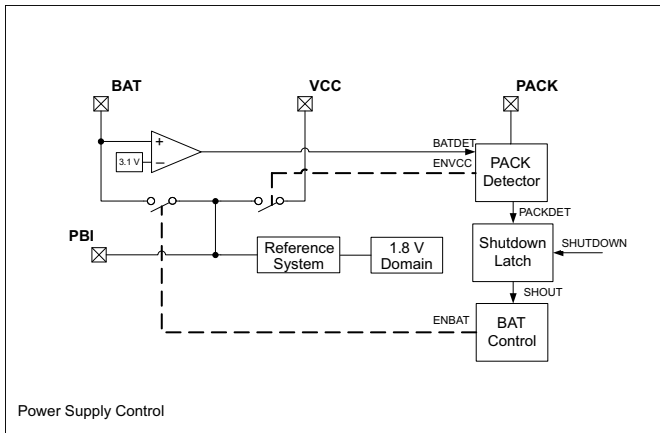 BAT
VCC
PACK
+
3.1 V
−
BATDET
ENVCC
PACK
Detector
PACKDET
PBI
Reference
System
1.8 V
Domain
Shutdown
Latch
SHUTDOWN
SHOUT
ENBAT
BAT
Control
Power Supply Control